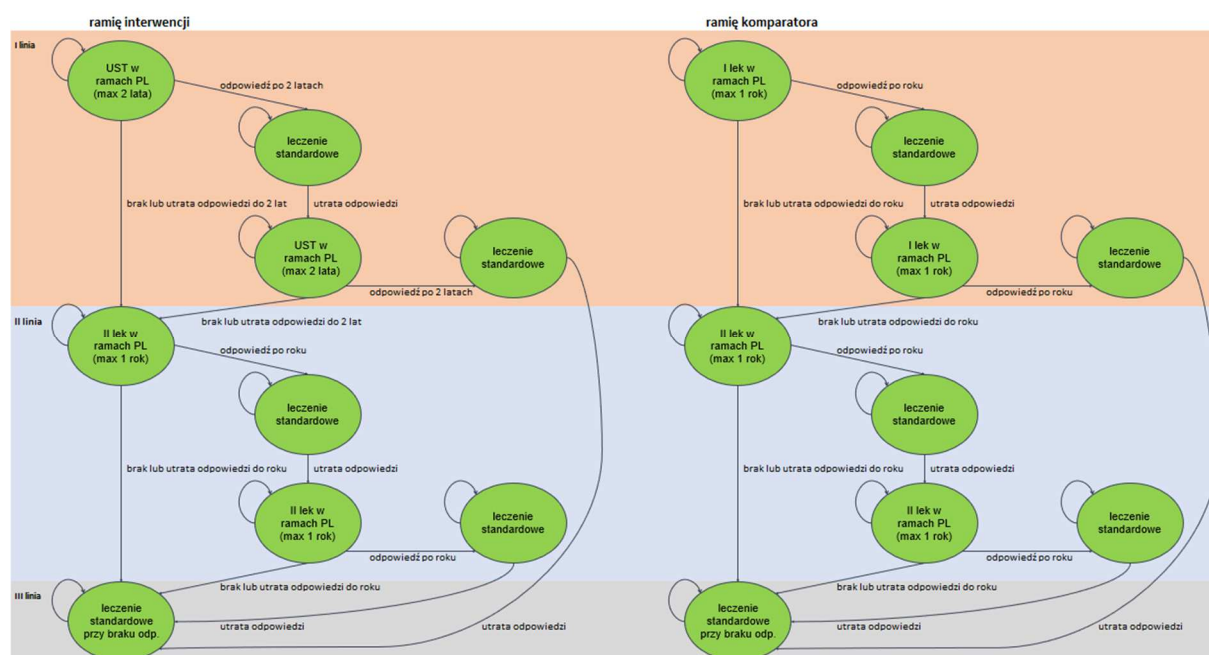 ramię interwencji
I linia
UST w
ramach PL
(max 2 lata)
odpowiedź po 2 latach
leczenie
standardowe
brak lub utrata odpowiedzi do 2 lat
utrata odpowiedzi
UST w
ramach PL
(max 2 lata)
leczenie
standardowe
odpowiedź po 2 latach
II linia
brak lub utrata odpowiedzi do 2 lat
II lek w
ramach PL
(max 1 rok)
odpowiedź po roku
leczenie
standardowe
brak lub utrata odpowiedzi do roku
utrata odpowiedzi
II lek w
ramach PL
(max 1 rok)
leczenie
standardowe
odpowiedź po roku
III linia
brak lub utrata odpowiedzi do roku
leczenie
standardowe
przy braku odp.
utrata odpowiedzi
utrata odpowiedzi
ramię komparatora
I lek w
ramach PL
(max 1 rok)
odpowiedź po roku
leczenie
standardowe
brak lub utrata odpowiedzi do roku
utrata odpowiedzi
I lek w
ramach PL
(max 1 rok)
leczenie
standardowe
odpowiedź po roku
brak lub utrata odpowiedzi do roku
II lek w
ramach PL
(max 1 rok)
odpowiedź po roku
leczenie
standardowe
brak lub utrata odpowiedzi do roku
utrata odpowiedzi
II lek w
ramach PL
(max 1 rok)
leczenie
standardowe
odpowiedź po roku
brak lub utrata odpowiedzi do roku
leczenie
standardowe
przy braku odp.
utrata odpowiedzi
utrata odpowiedzi